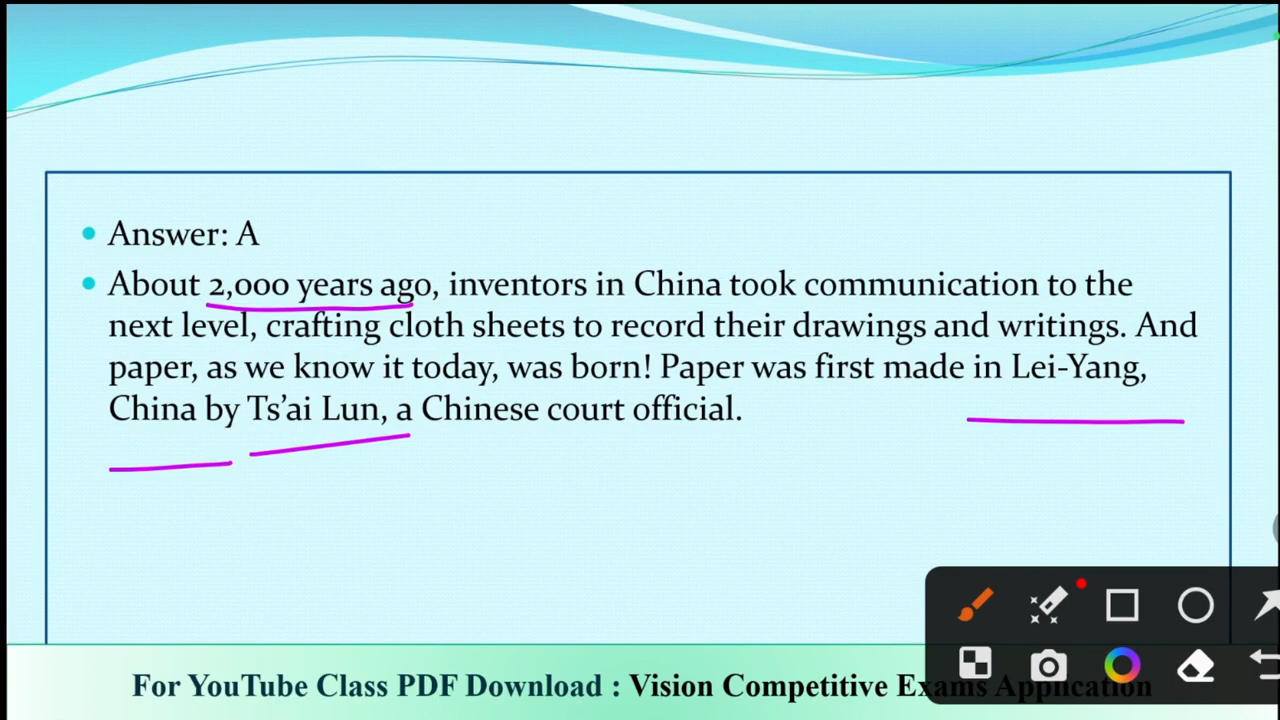 Answer: A
About 2,000 years ago, inventors in China took communication to the
next level, crafting cloth sheets to record their drawings and writings. And
paper, as we know it today, was born! Paper was first made in Lei-Yang,
China by Ts’ai Lun, a Chinese court official.
For YouTube Class PDF Download : Vision Competitive Exams Application